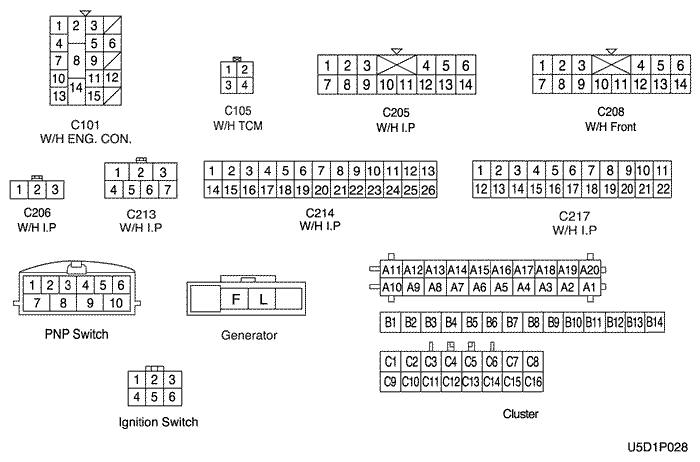 1 2 3
4 5 6
7 8 9
10 11 12
13 14 15
C101
W/H ENG. CON.
1 2
3 4
C105
W/H TCM
1 2 3 4 5 6
7 8 9 10 11 12 13 14
C205
W/H I.P
1 2 3 4 5 6
7 8 9 10 11 12 13 14
C208
W/H Front
1 2 3
C206
W/H I.P
1 2 3
4 5 6 7
C213
W/H I.P
1 2 3 4 5 6 7 8 9 10 11 12 13
14 15 16 17 18 19 20 21 22 23 24 25 26
C214
W/H I.P
1 2 3 4 5 6 7 8 9 10 11
12 13 14 15 16 17 18 19 20 21 22
C217
W/H I.P
1 2 3 4 5 6
7 8 9 10
PNP Switch
F L
Generator
A11 A12 A13 A14 A15 A16 A17 A18 A19 A20
A10 A9 A8 A7 A6 A5 A4 A3 A2 A1
B1 B2 B3 B4 B5 B6 B7 B8 B9 B10 B11 B12 B13 B14
C1 C2 C3 C4 C5 C6 C7 C8
C9 C10 C11 C12 C13 C14 C15 C16
Cluster
1 2 3
4 5 6
Ignition Switch
U5D1P028